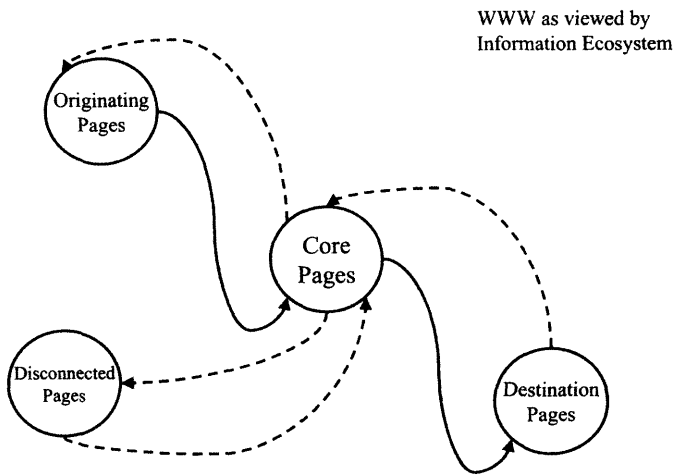 WWW as viewed by
Information Ecosystem
Originating
Pages
Core
Pages
Disconnected
Pages
Destination
Pages